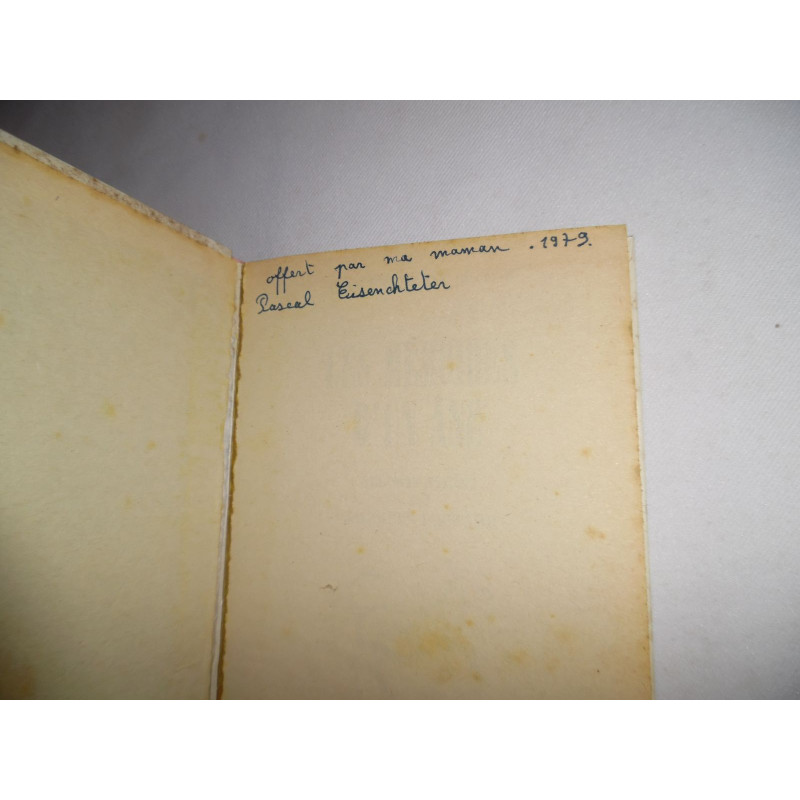 offert par ma maman . 1979.
Pascal Eisenchteter